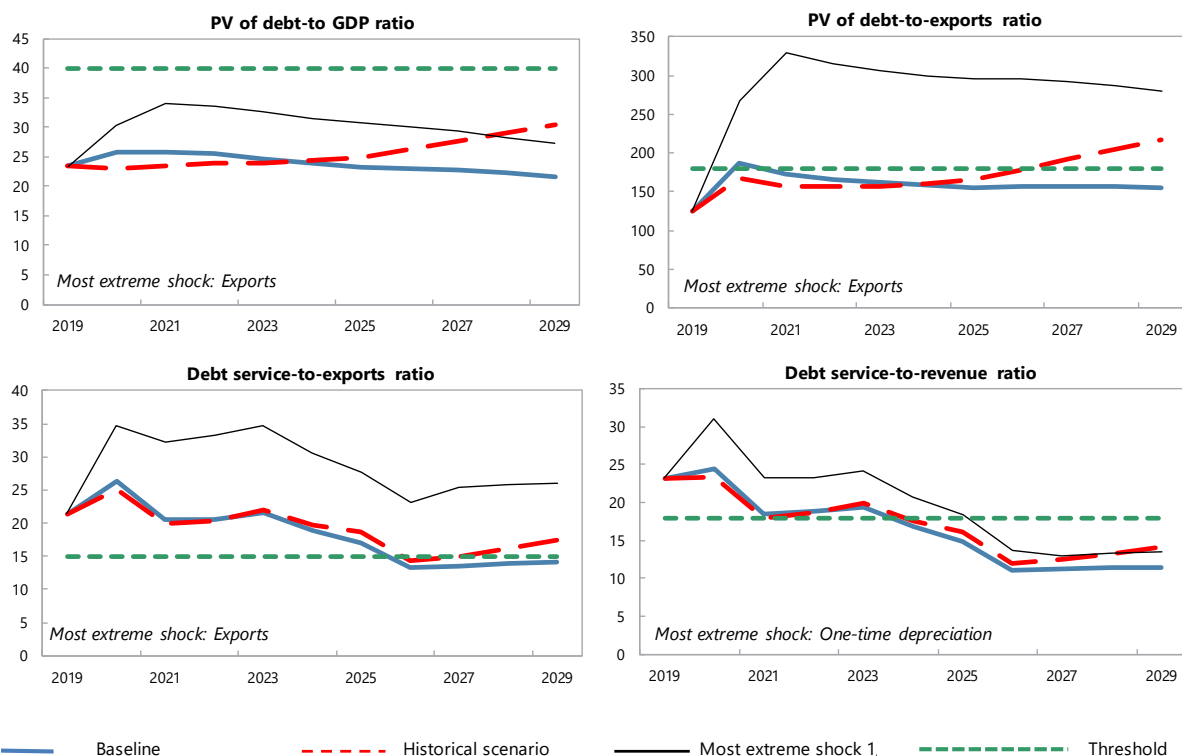 PV of debt-to GDP ratio
45
40
35
30
25
20
15
10
5
0
Most extreme shock: Exports
2019 2021 2023 2025 2027 2029
PV of debt-to-exports ratio
350
300
250
200
150
100
50
0
Most extreme shock: Exports
2019 2021 2023 2025 2027 2029
Debt service-to-exports ratio
40
35
30
25
20
15
10
5
0
Most extreme shock: Exports
2019 2021 2023 2025 2027 2029
Debt service-to-revenue ratio
35
30
25
20
15
10
5
0
Most extreme shock: One-time depreciation
2019 2021 2023 2025 2027 2029
Baseline Historical scenario Most extreme shock 1/ Threshold